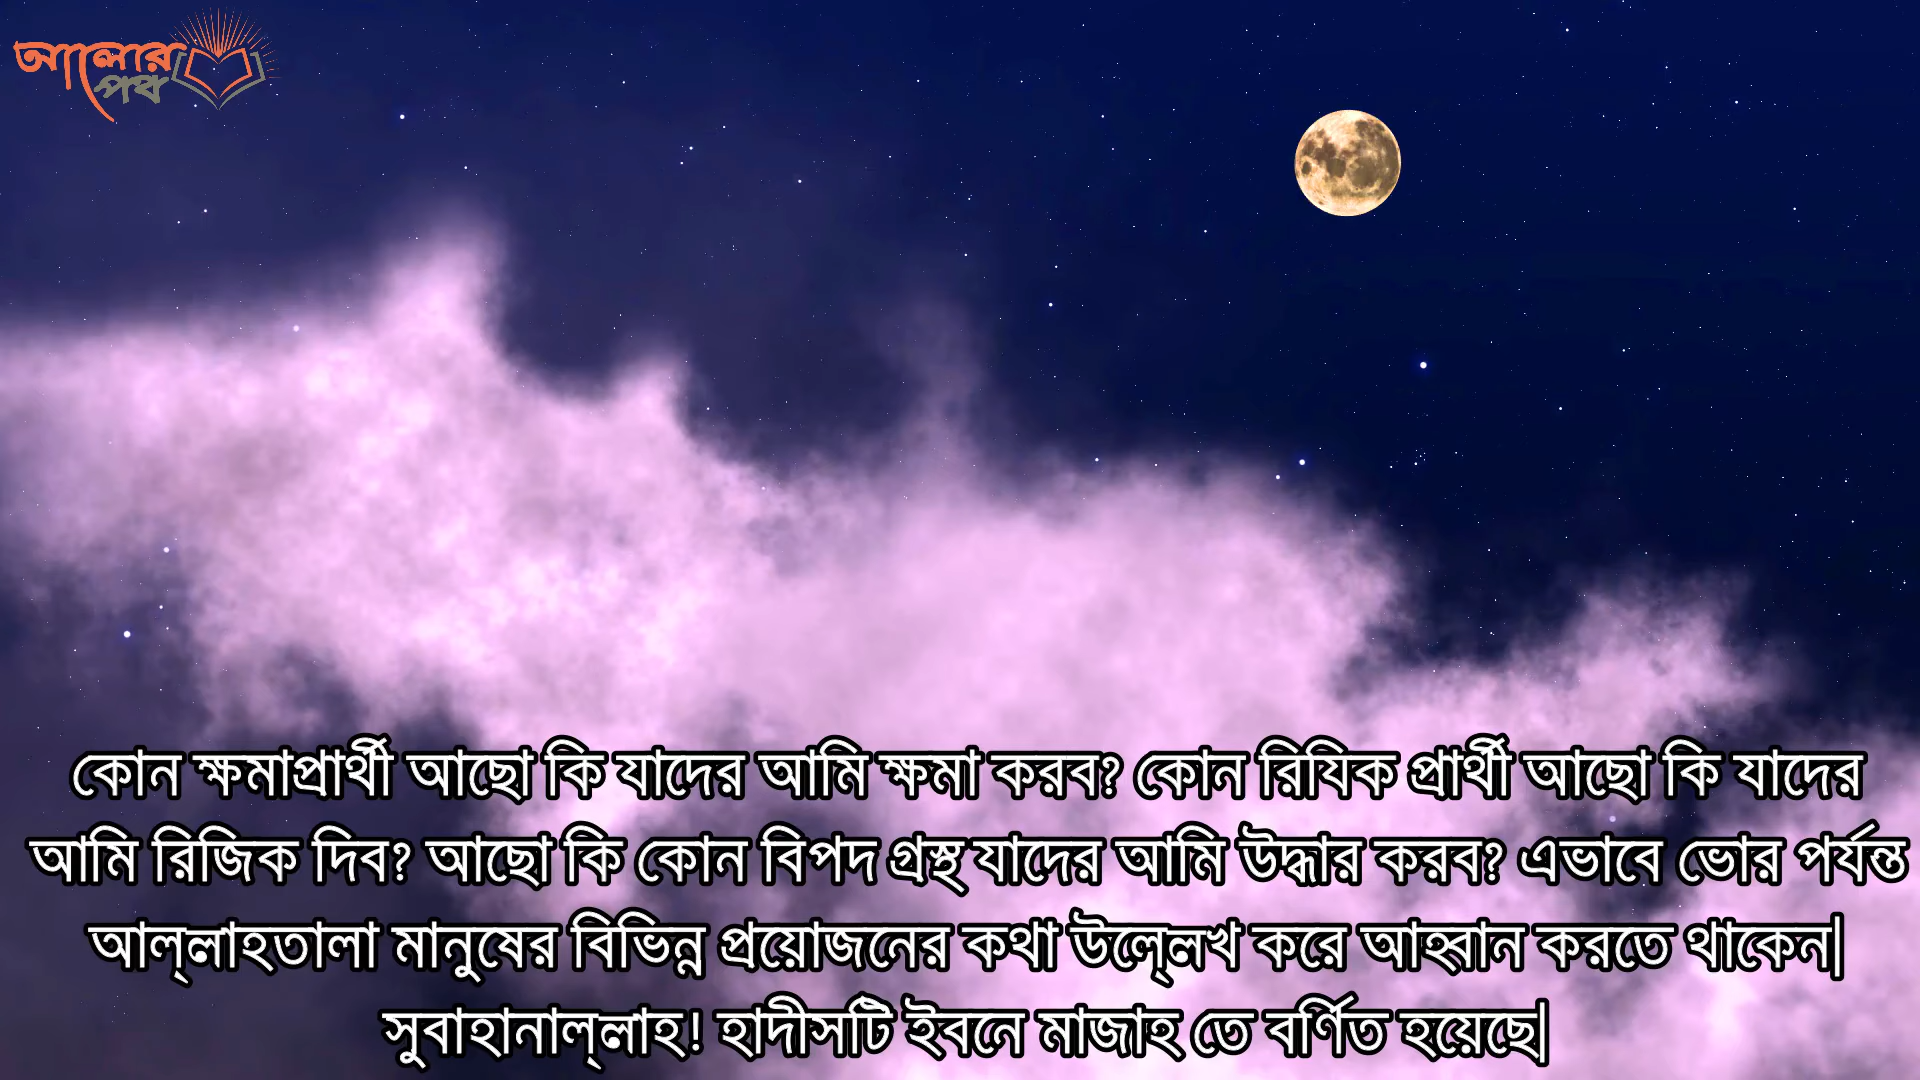 আলোর
পথ
কোন ক্ষমাপ্রার্থী আছো কি যাদের আমি ক্ষমা করব? কোন রিযিক প্রার্থী আছো কি যাদের
আমি রিজিক দিব? আছো কি কোন বিপদ গ্রস্থ যাদের আমি উদ্ধার করব? এভাবে ভোর পর্যন্ত
আল্লাহতালা মানুষের বিভিন্ন প্রয়োজনের কথা উল্লেখ করে আহ্বান করতে থাকেন|
সুবাহানাল্লাহ! হাদীসটি ইবনে মাজাহ তে বর্ণিত হয়েছে|